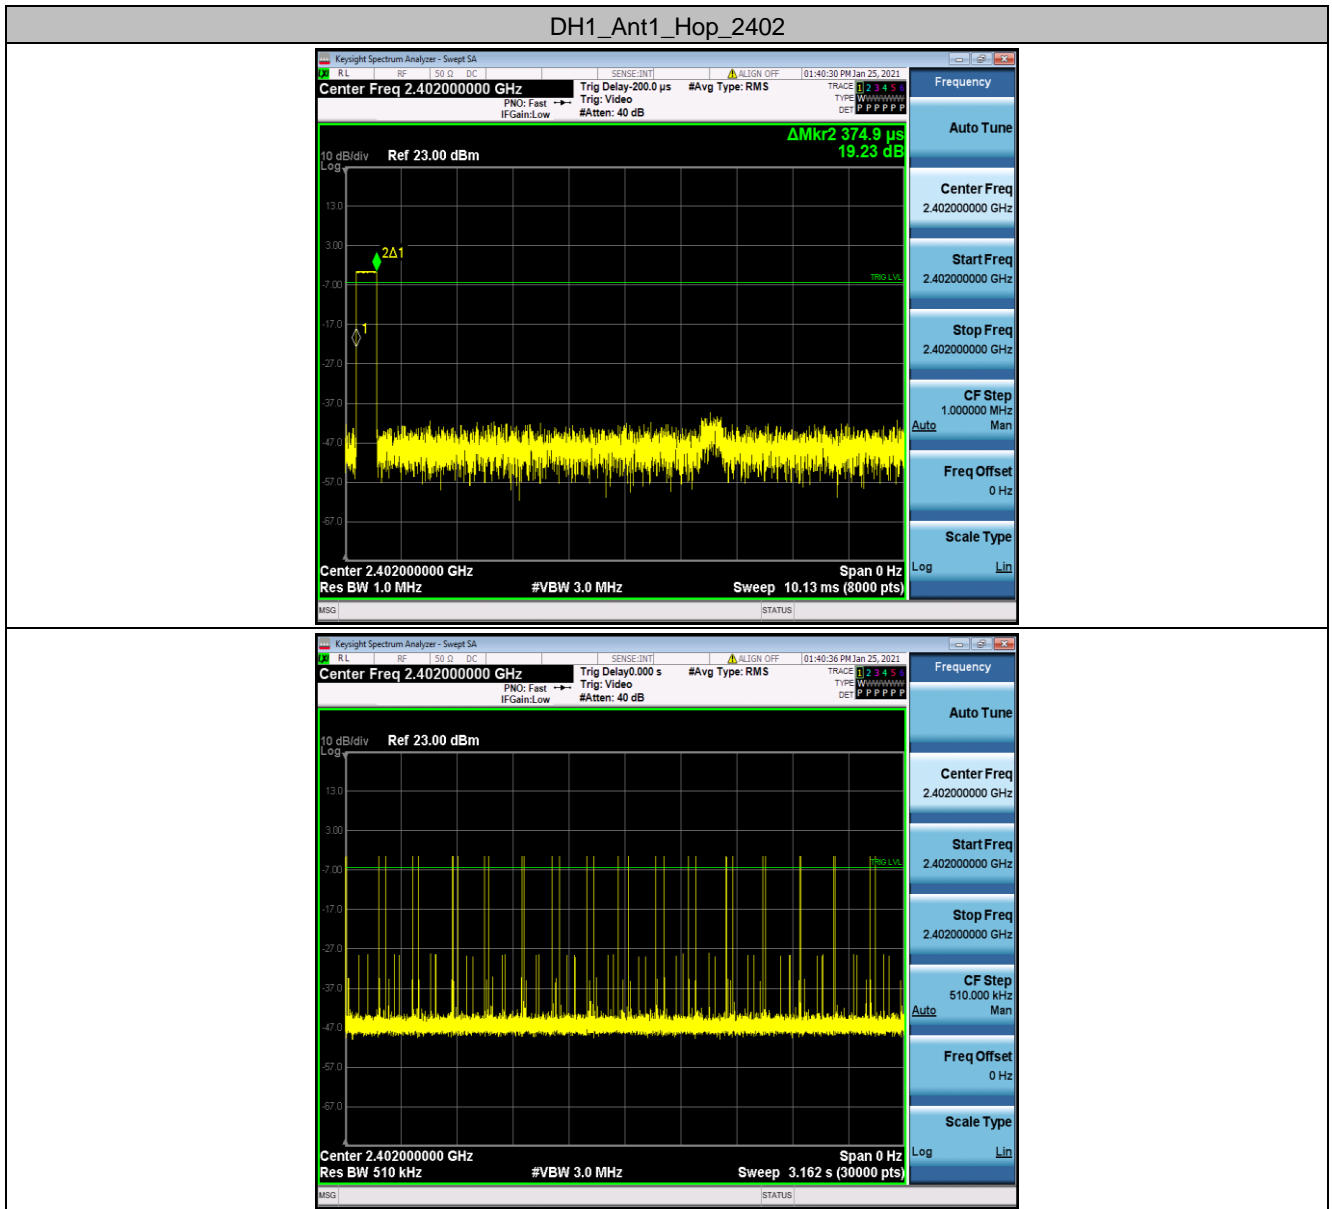 DH1_Ant1_Hop_2402
Keysight Spectrum Analyzer - Swept SA
RL RF 50 Ω DC SENSE:INT ALIGN OFF 01:40:30 PM Jan 25, 2021
Center Freq 2.402000000 GHz
PNO: Fast
IFGain:Low
Trig Delay-200.0 µs
Trig: Video
#Atten: 40 dB
#Avg Type: RMS
TRACE 1 2 3 4 5 6
TYPE WWWWWW
DET P P P P P P
ΔMkr2 374.9 µs
19.23 dB
10 dB/div Ref 23.00 dBm
Log
13.0
3.00
-7.00
-17.0
-27.0
-37.0
-47.0
-57.0
-67.0
2Δ1
1
TRIG LVL
Center 2.402000000 GHz Span 0 Hz
Res BW 1.0 MHz #VBW 3.0 MHz Sweep 10.13 ms (8000 pts)
MSG STATUS
Frequency
Auto Tune
Center Freq
2.402000000 GHz
Start Freq
2.402000000 GHz
Stop Freq
2.402000000 GHz
CF Step
1.000000 MHz
Auto Man
Freq Offset
0 Hz
Scale Type
Log Lin
Keysight Spectrum Analyzer - Swept SA
RL RF 50 Ω DC SENSE:INT ALIGN OFF 01:40:36 PM Jan 25, 2021
Center Freq 2.402000000 GHz
PNO: Fast
IFGain:Low
Trig Delay0.000 s
Trig: Video
#Atten: 40 dB
#Avg Type: RMS
TRACE 1 2 3 4 5 6
TYPE WWWWWW
DET P P P P P P
10 dB/div Ref 23.00 dBm
Log
13.0
3.00
-7.00
-17.0
-27.0
-37.0
-47.0
-57.0
-67.0
TRIG LVL
Center 2.402000000 GHz Span 0 Hz
Res BW 510 kHz #VBW 3.0 MHz Sweep 3.162 s (30000 pts)
MSG STATUS
Frequency
Auto Tune
Center Freq
2.402000000 GHz
Start Freq
2.402000000 GHz
Stop Freq
2.402000000 GHz
CF Step
510.000 kHz
Auto Man
Freq Offset
0 Hz
Scale Type
Log Lin